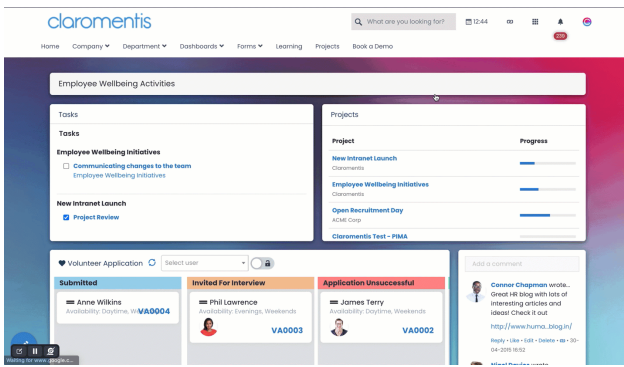 claromentis
What are you looking for?
12:44
239
Home Company Department Dashboards Forms Learning Projects Book a Demo
Employee Wellbeing Activities
Tasks
Tasks
Employee Wellbeing Initiatives
Communicating changes to the team
Employee Wellbeing Initiatives
New Intranet Launch
Project Review
Projects
Project Progress
New Intranet Launch
Claromentis
Employee Wellbeing Initiatives
Claromentis
Open Recruitment Day
ACME Corp
Claromentis Test - PIMA
Volunteer Application Select user
Submitted
Anne Wilkins
Availability: Daytime, We
VA0004
Invited For Interview
Phil Lawrence
Availability: Evenings, Weekends
VA0003
Application Unsuccessful
James Terry
Availability: Daytime, Weekends
VA0002
Add a comment
Connor Chapman wrote...
Great HR blog with lots of
interesting articles and
ideas! Check it out
http://www.huma_blog.in/
Reply • Like • Edit • Delete • 30-
04-2015 16:52
Nigel Davies wrote
Waiting for www.google.c...